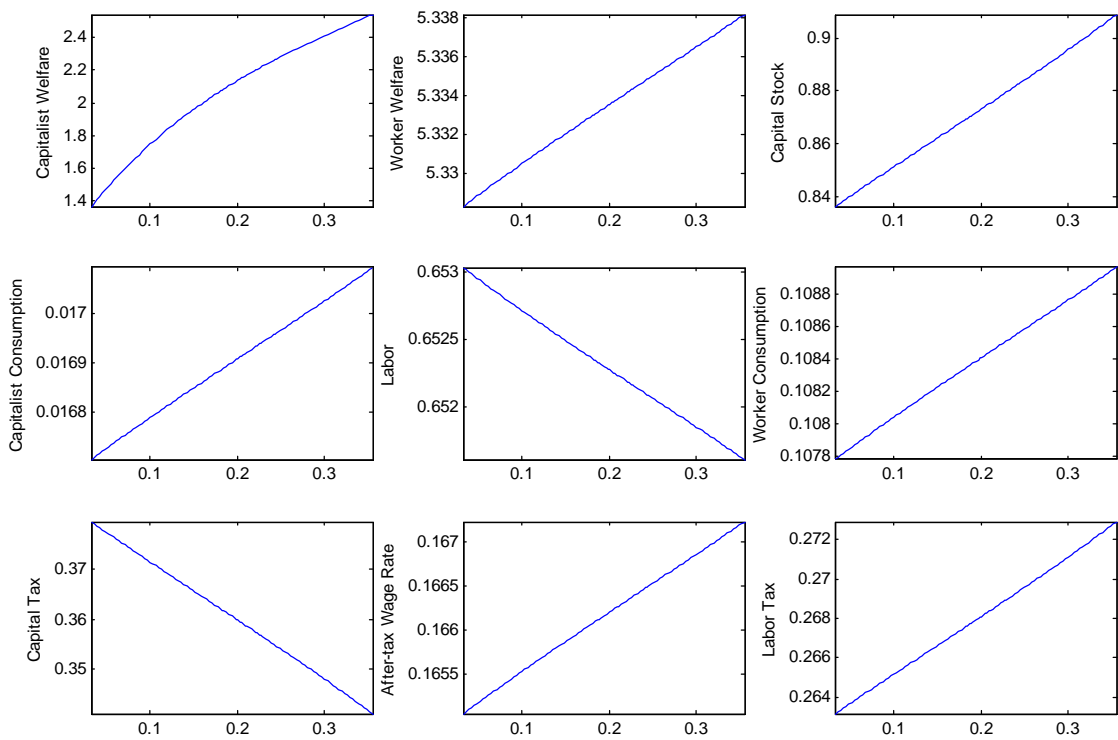 Capitalist Welfare
2.4
2.2
2
1.8
1.6
1.4
0.1 0.2 0.3
Worker Welfare
5.338
5.336
5.334
5.332
5.33
0.1 0.2 0.3
Capital Stock
0.9
0.88
0.86
0.84
0.1 0.2 0.3
Capitalist Consumption
0.017
0.0169
0.0168
0.1 0.2 0.3
Labor
0.653
0.6525
0.652
0.1 0.2 0.3
Worker Consumption
0.1088
0.1086
0.1084
0.1082
0.108
0.1078
0.1 0.2 0.3
Capital Tax
0.37
0.36
0.35
0.1 0.2 0.3
After-tax Wage Rate
0.167
0.1665
0.166
0.1655
0.1 0.2 0.3
Labor Tax
0.272
0.27
0.268
0.266
0.264
0.1 0.2 0.3